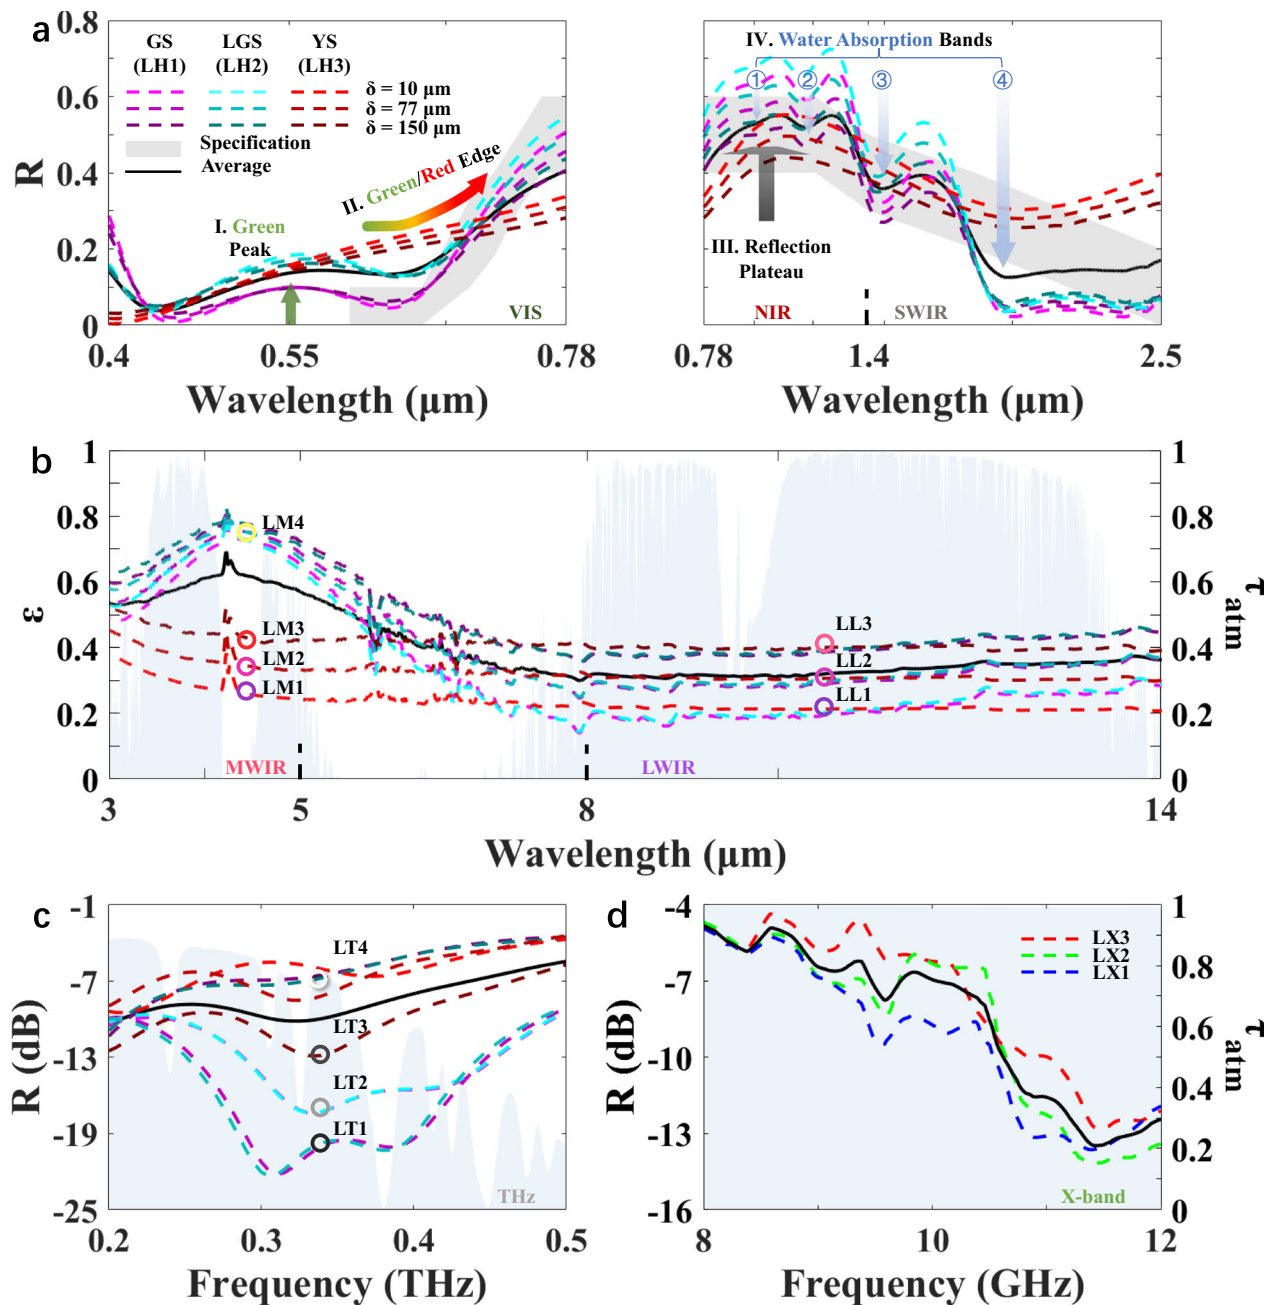 a
GS LGS YS
(LH1) (LH2) (LH3)
δ = 10 μm
δ = 77 μm
δ = 150 μm
Specification
Average
I. Green
Peak
II. Green/Red Edge
VIS
R
0.8
0.6
0.4
0.2
0
0.4 0.55 0.78
Wavelength (μm)
IV. Water Absorption Bands
① ② ③ ④
III. Reflection
Plateau
NIR SWIR
0.78 1.4 2.5
Wavelength (μm)
b
ε
1
0.8
0.6
0.4
0.2
0
LM4
LM3
LM2
LM1
LL3
LL2
LL1
MWIR LWIR
1
0.8
0.6
0.4
0.2
0
τatm
3 5 8 14
Wavelength (μm)
c
R (dB)
-1
-7
-13
-19
-25
LT4
LT3
LT2
LT1
THz
0.2 0.3 0.4 0.5
Frequency (THz)
d
R (dB)
-4
-7
-10
-13
-16
LX3
LX2
LX1
X-band
1
0.8
0.6
0.4
0.2
0
τatm
8 10 12
Frequency (GHz)